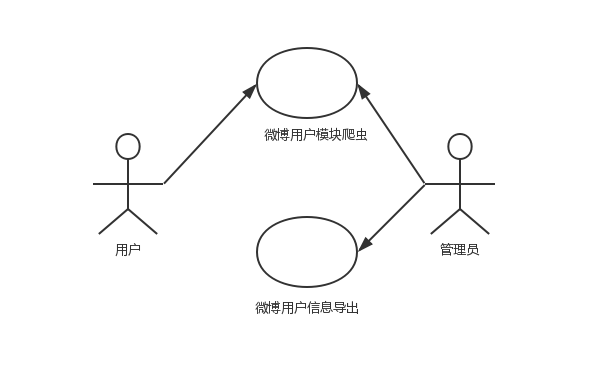 微博用户模块爬虫
用户
管理员
微博用户信息导出